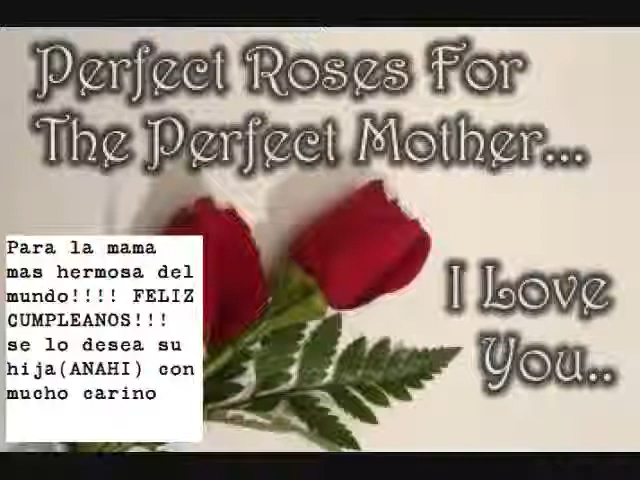 Perfect Roses For
The Perfect Mother...
I Love
You..
Para la mama
mas hermosa del
mundo!!!! FELIZ
CUMPLEANOS!!!
se lo desea su
hija(ANAHI) con
mucho carino